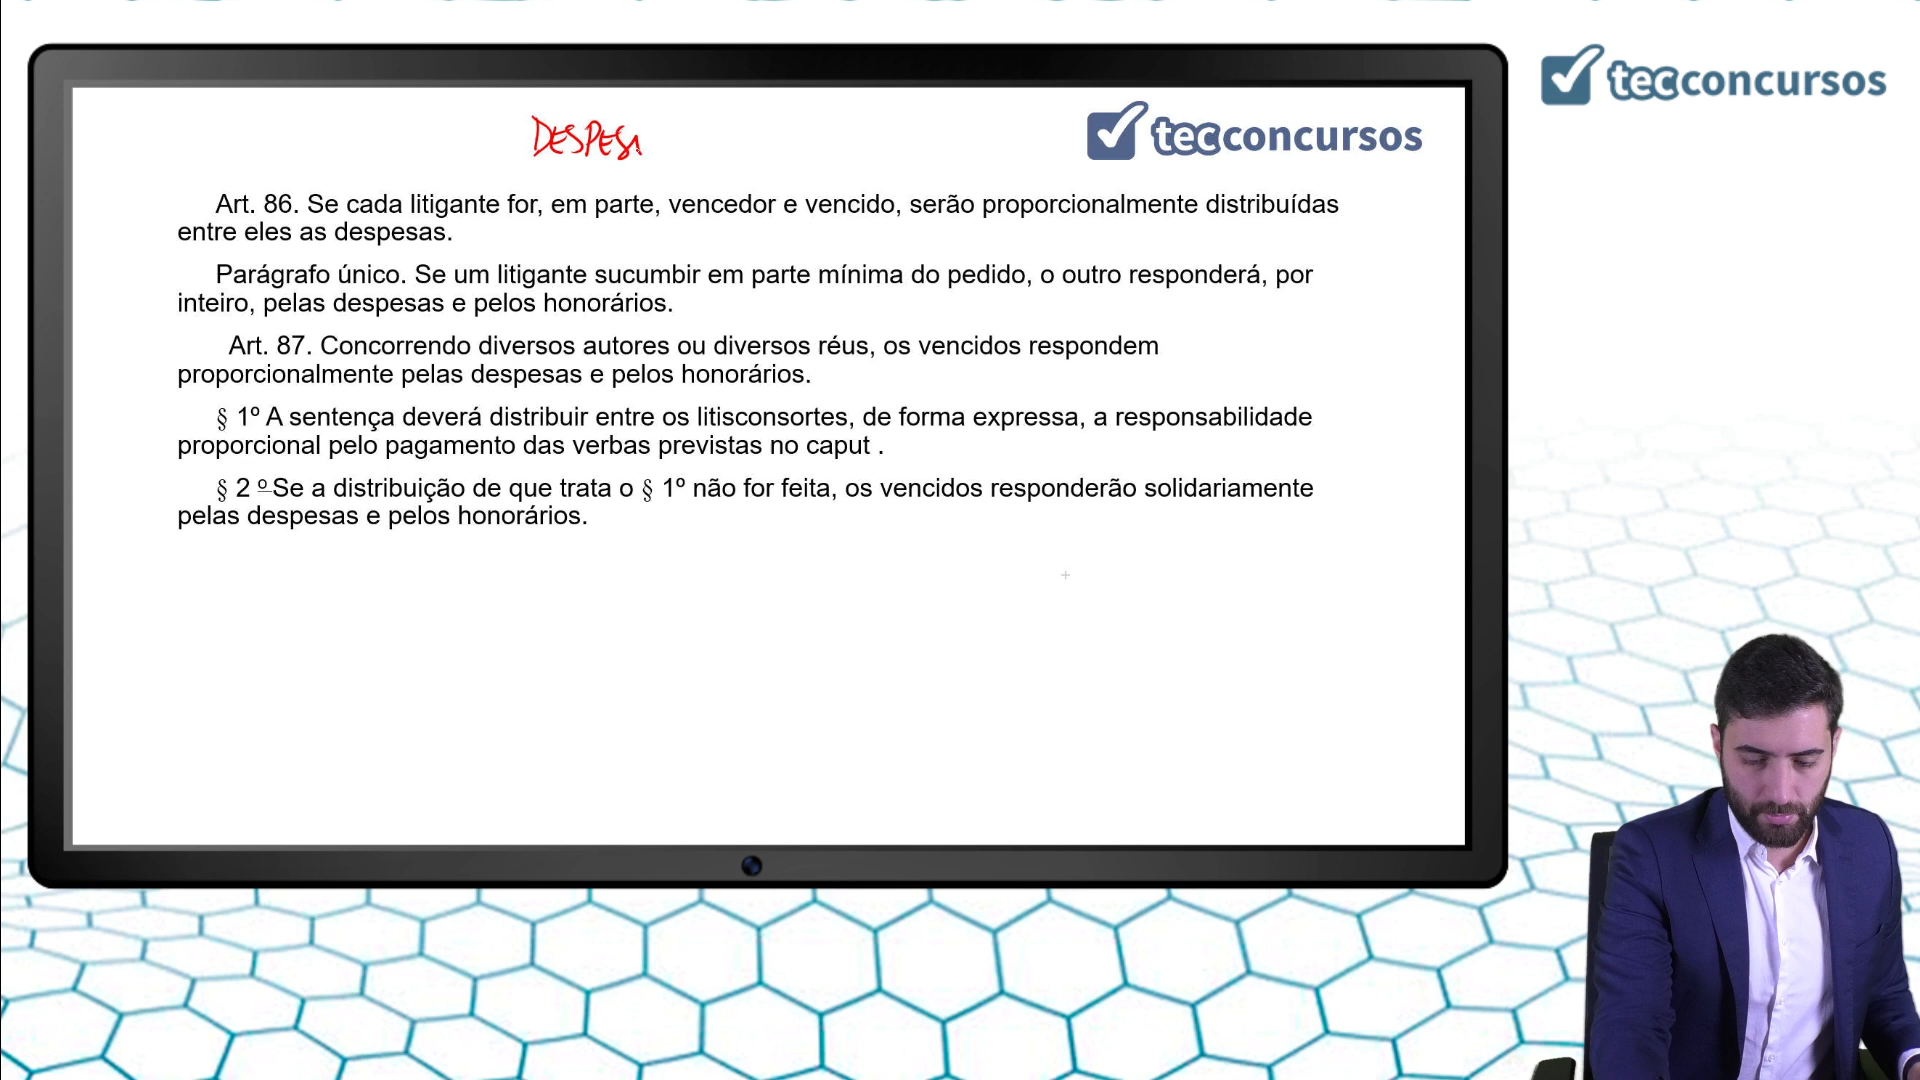 DESPESA
tecconcursos
tecconcursos
Art. 86. Se cada litigante for, em parte, vencedor e vencido, serão proporcionalmente distribuídas
entre eles as despesas.
Parágrafo único. Se um litigante sucumbir em parte mínima do pedido, o outro responderá, por
inteiro, pelas despesas e pelos honorários.
Art. 87. Concorrendo diversos autores ou diversos réus, os vencidos respondem
proporcionalmente pelas despesas e pelos honorários.
§ 1º A sentença deverá distribuir entre os litisconsortes, de forma expressa, a responsabilidade
proporcional pelo pagamento das verbas previstas no caput .
§ 2 º Se a distribuição de que trata o § 1º não for feita, os vencidos responderão solidariamente
pelas despesas e pelos honorários.